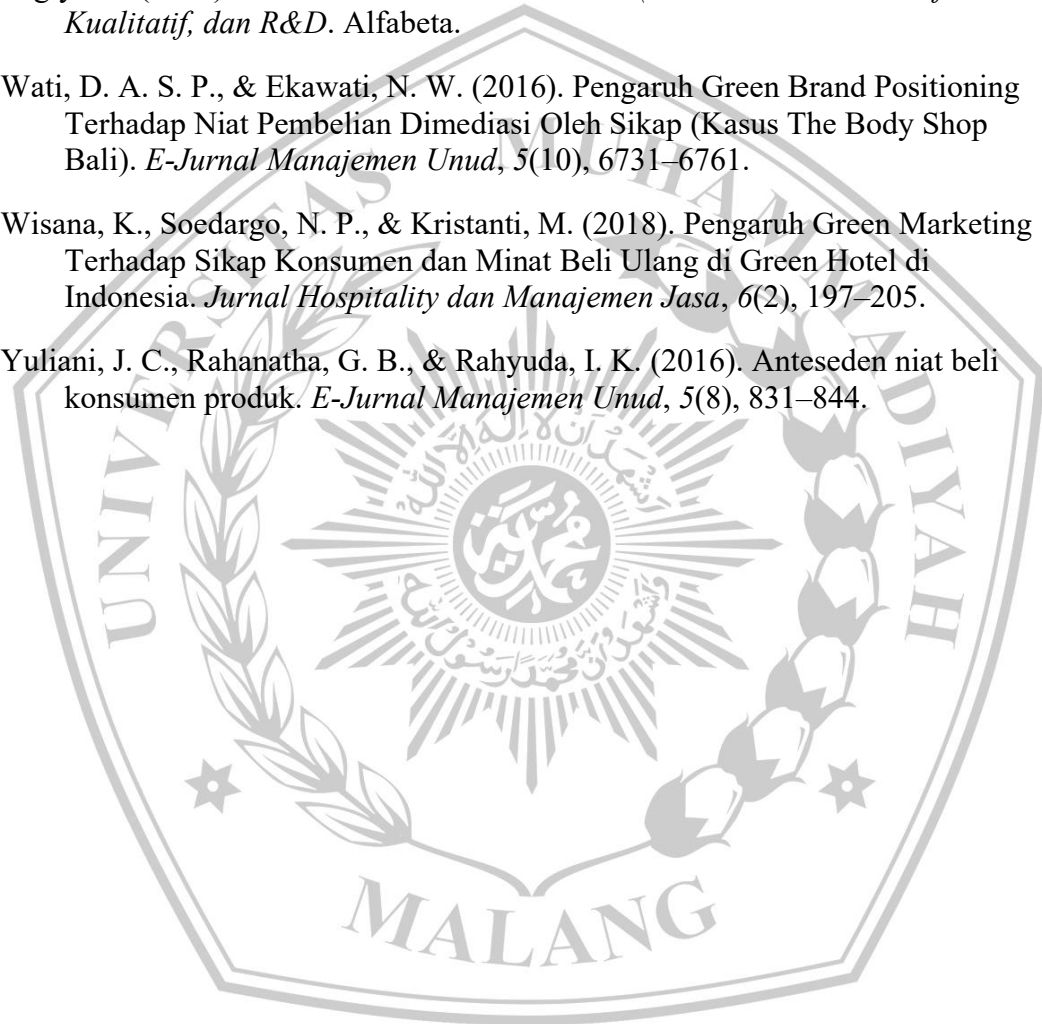 Kualitatif, dan R&D. Alfabeta.
Wati, D. A. S. P., & Ekawati, N. W. (2016). Pengaruh Green Brand Positioning
Terhadap Niat Pembelian Dimediasi Oleh Sikap (Kasus The Body Shop
Bali). E-Jurnal Manajemen Unud, 5(10), 6731–6761.
Wisana, K., Soedargo, N. P., & Kristanti, M. (2018). Pengaruh Green Marketing
Terhadap Sikap Konsumen dan Minat Beli Ulang di Green Hotel di
Indonesia. Jurnal Hospitality dan Manajemen Jasa, 6(2), 197–205.
Yuliani, J. C., Rahanatha, G. B., & Rahyuda, I. K. (2016). Anteseden niat beli
konsumen produk. E-Jurnal Manajemen Unud, 5(8), 831–844.
UNIVERSITAS MUHAMMADIYAH
MALANG